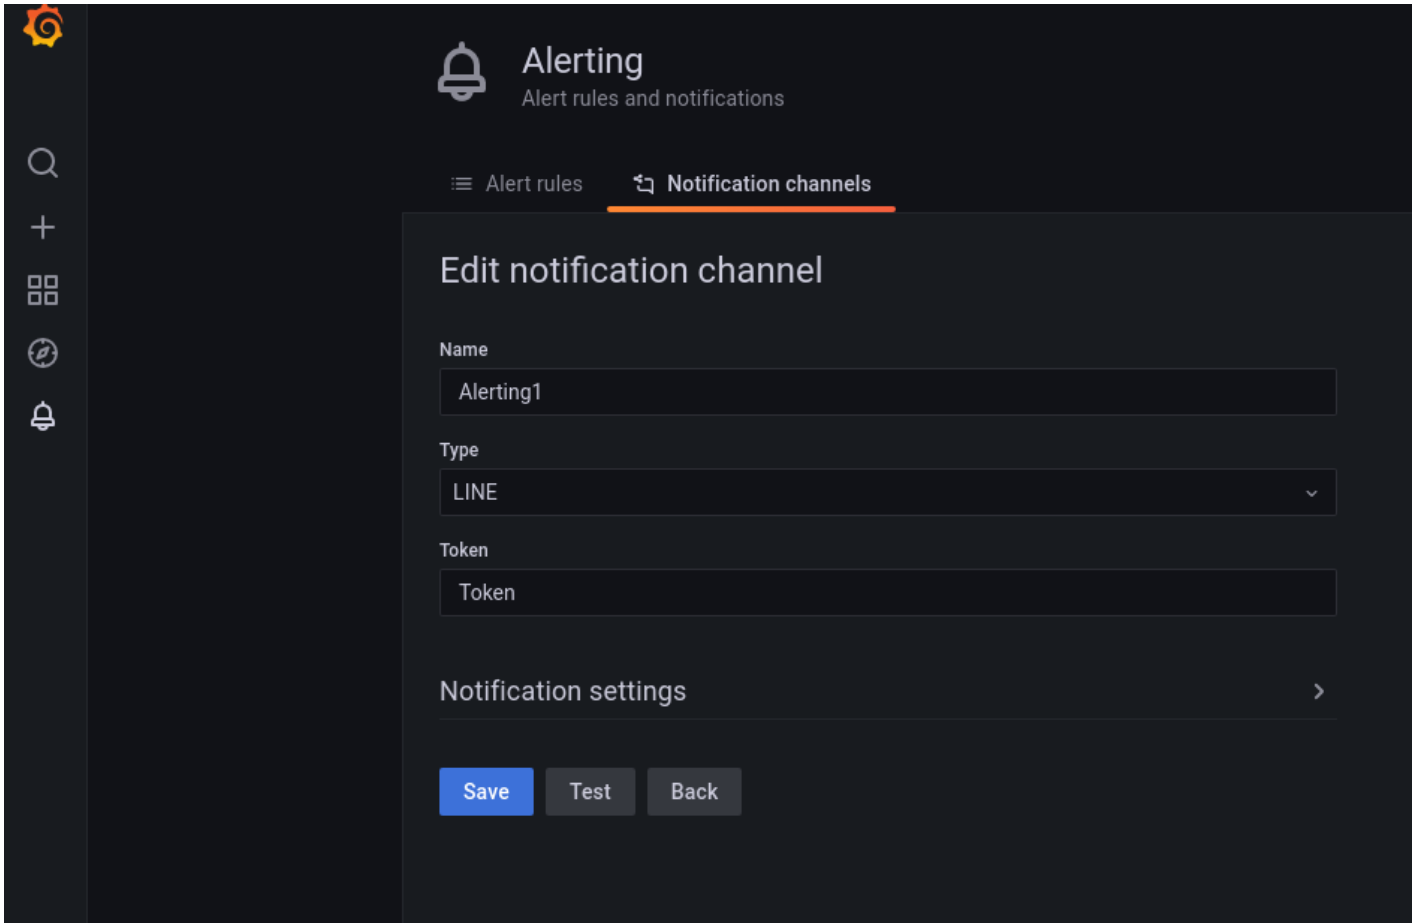 Alerting
Alert rules and notifications
Alert rules
Notification channels
Edit notification channel
Name
Alerting1
Type
LINE
Token
Token
Notification settings
Save
Test
Back